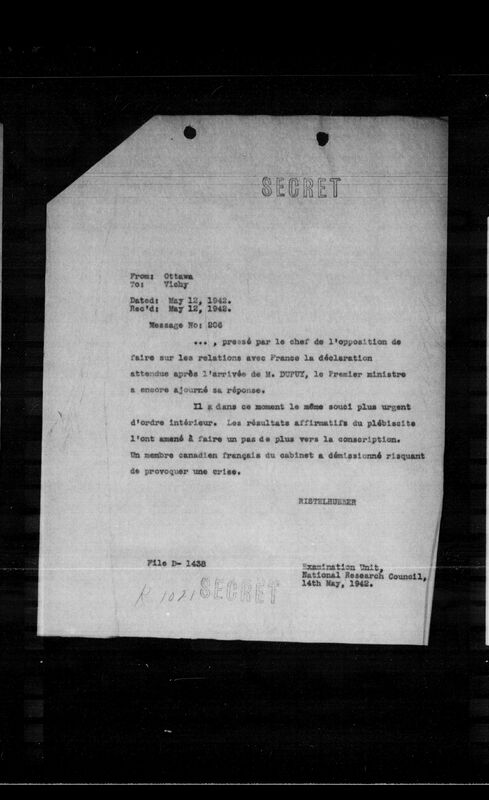 SECRET
From: Ottawa
To: Vichy
Dated: May 12, 1942.
Rec'd: May 12, 1942.
Message No: 206
... , pressé par le chef de l'opposition de
faire sur les relations avec France la déclaration
attendue après l'arrivée de M. DUPUY, le Premier ministre
a encore ajourné sa réponse.
Il a dans ce moment le même souci plus urgent
d'ordre intérieur. Les résultats affirmatifs du plébiscite
l'ont amené à faire un pas de plus vers la conscription.
Un membre canadien français du cabinet a démissionné risquant
de provoquer une crise.
RISTELHUEBER
File D- 1438
Examination Unit,
National Research Council,
14th May, 1942.
R 1021 SECRET